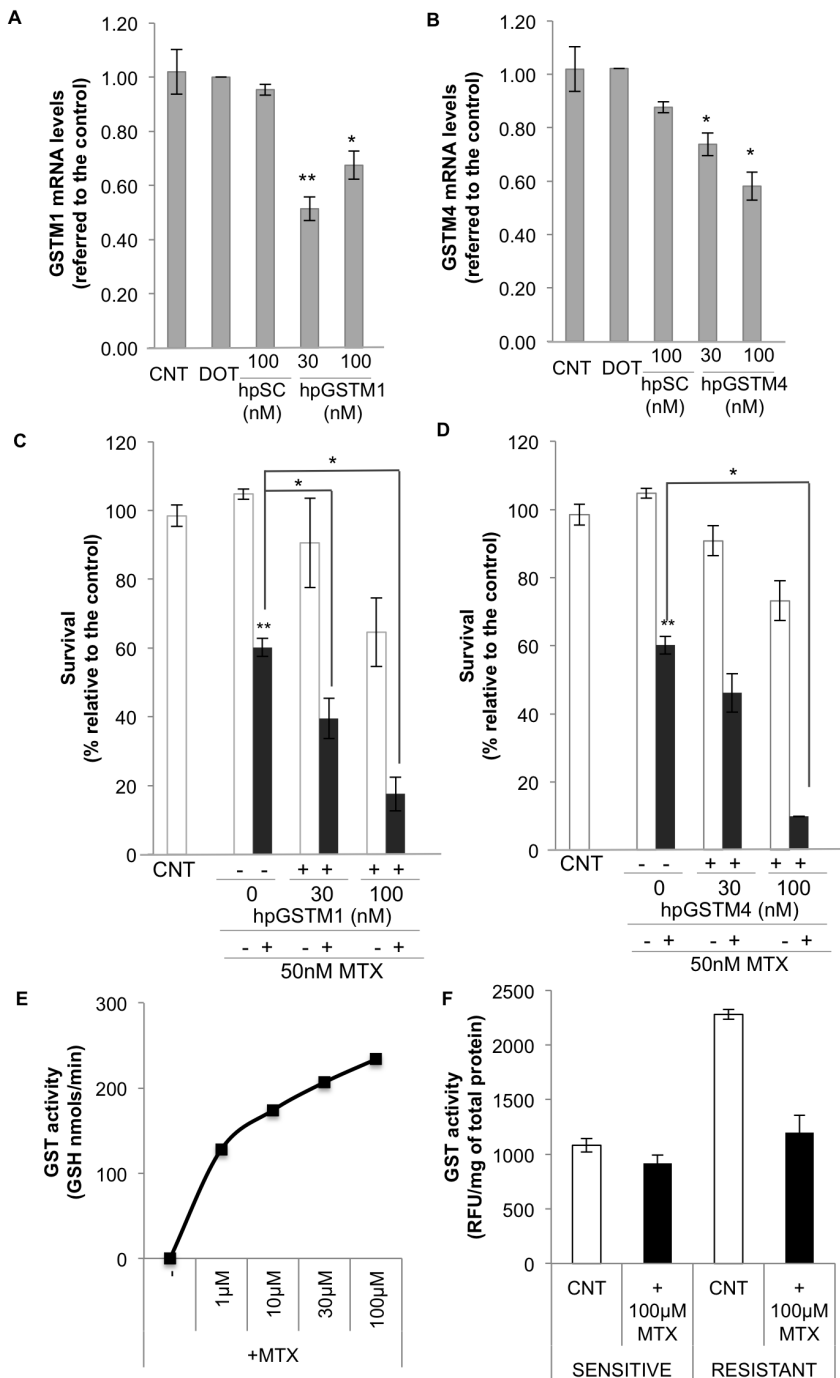 A
GSTM1 mRNA levels
(referred to the control)
1.20
1.00
0.80
0.60
0.40
0.20
0.00
**
*
CNT
DOT
100
30
100
hpSC
(nM)
hpGSTM1
(nM)
B
GSTM4 mRNA levels
(referred to the control)
1.20
1.00
0.80
0.60
0.40
0.20
0.00
*
*
CNT
DOT
100
30
100
hpSC
(nM)
hpGSTM4
(nM)
C
Survival
(% relative to the control)
120
100
80
60
40
20
0
**
*
*
CNT
- - + + + +
0 30 100
hpGSTM1 (nM)
- + - + - +
50nM MTX
D
Survival
(% relative to the control)
120
100
80
60
40
20
0
**
*
CNT
- - + + + +
0 30 100
hpGSTM4 (nM)
- + - + - +
50nM MTX
E
GST activity
(GSH nmols/min)
300
200
100
0
-
1µM
10µM
30µM
100µM
+MTX
F
GST activity
(RFU/mg of total protein)
2500
2000
1500
1000
500
0
CNT
+
100µM
MTX
CNT
+
100µM
MTX
SENSITIVE
RESISTANT